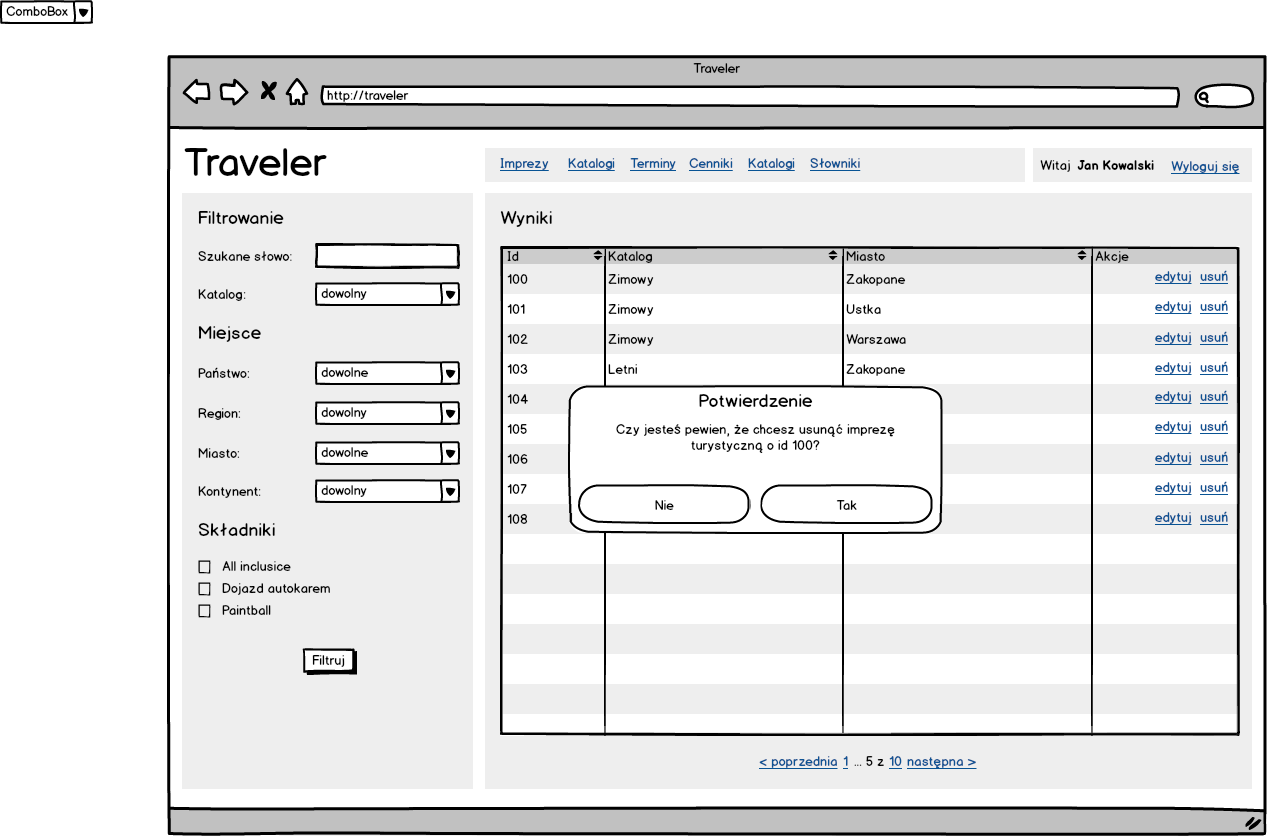 ComboBox
Traveler
http://traveler
Traveler
Imprezy Katalogi Terminy Cenniki Katalogi Słowniki
Witaj Jan Kowalski Wyloguj się
Filtrowanie
Szukane słowo:
Katalog: dowolny
Miejsce
Państwo: dowolne
Region: dowolny
Miasto: dowolne
Kontynent: dowolny
Składniki
All inclusice
Dojazd autokarem
Paintball
Filtruj
Wyniki
Id Katalog Miasto Akcje
100 Zimowy Zakopane edytuj usuń
101 Zimowy Ustka edytuj usuń
102 Zimowy Warszawa edytuj usuń
103 Letni Zakopane edytuj usuń
104 edytuj usuń
105 edytuj usuń
106 edytuj usuń
107 edytuj usuń
108 edytuj usuń
Potwierdzenie
Czy jesteś pewien, że chcesz usunąć imprezę
turystyczną o id 100?
Nie Tak
< poprzednia 1 ... 5 z 10 następna >